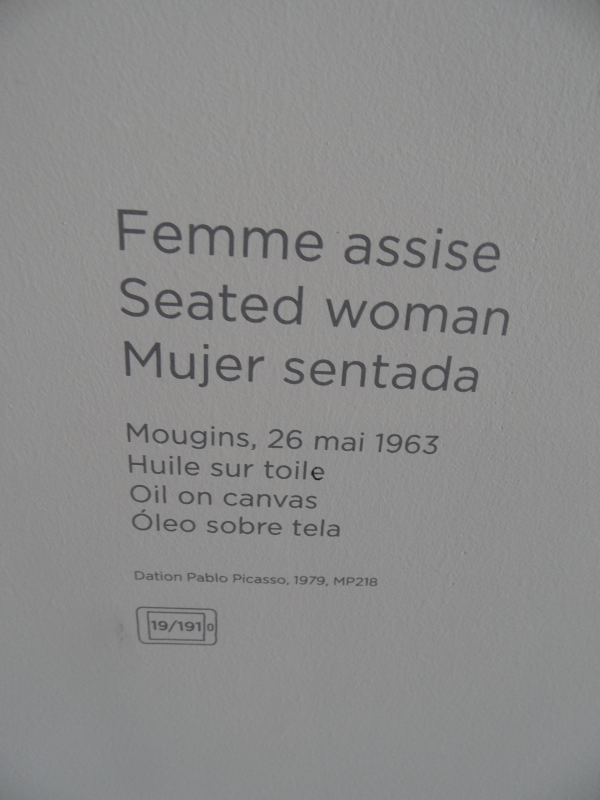 Femme assise
Seated woman
Mujer sentada
Mougins, 26 mai 1963
Huile sur toile
Oil on canvas
Óleo sobre tela
Dation Pablo Picasso, 1979, MP218
19/191